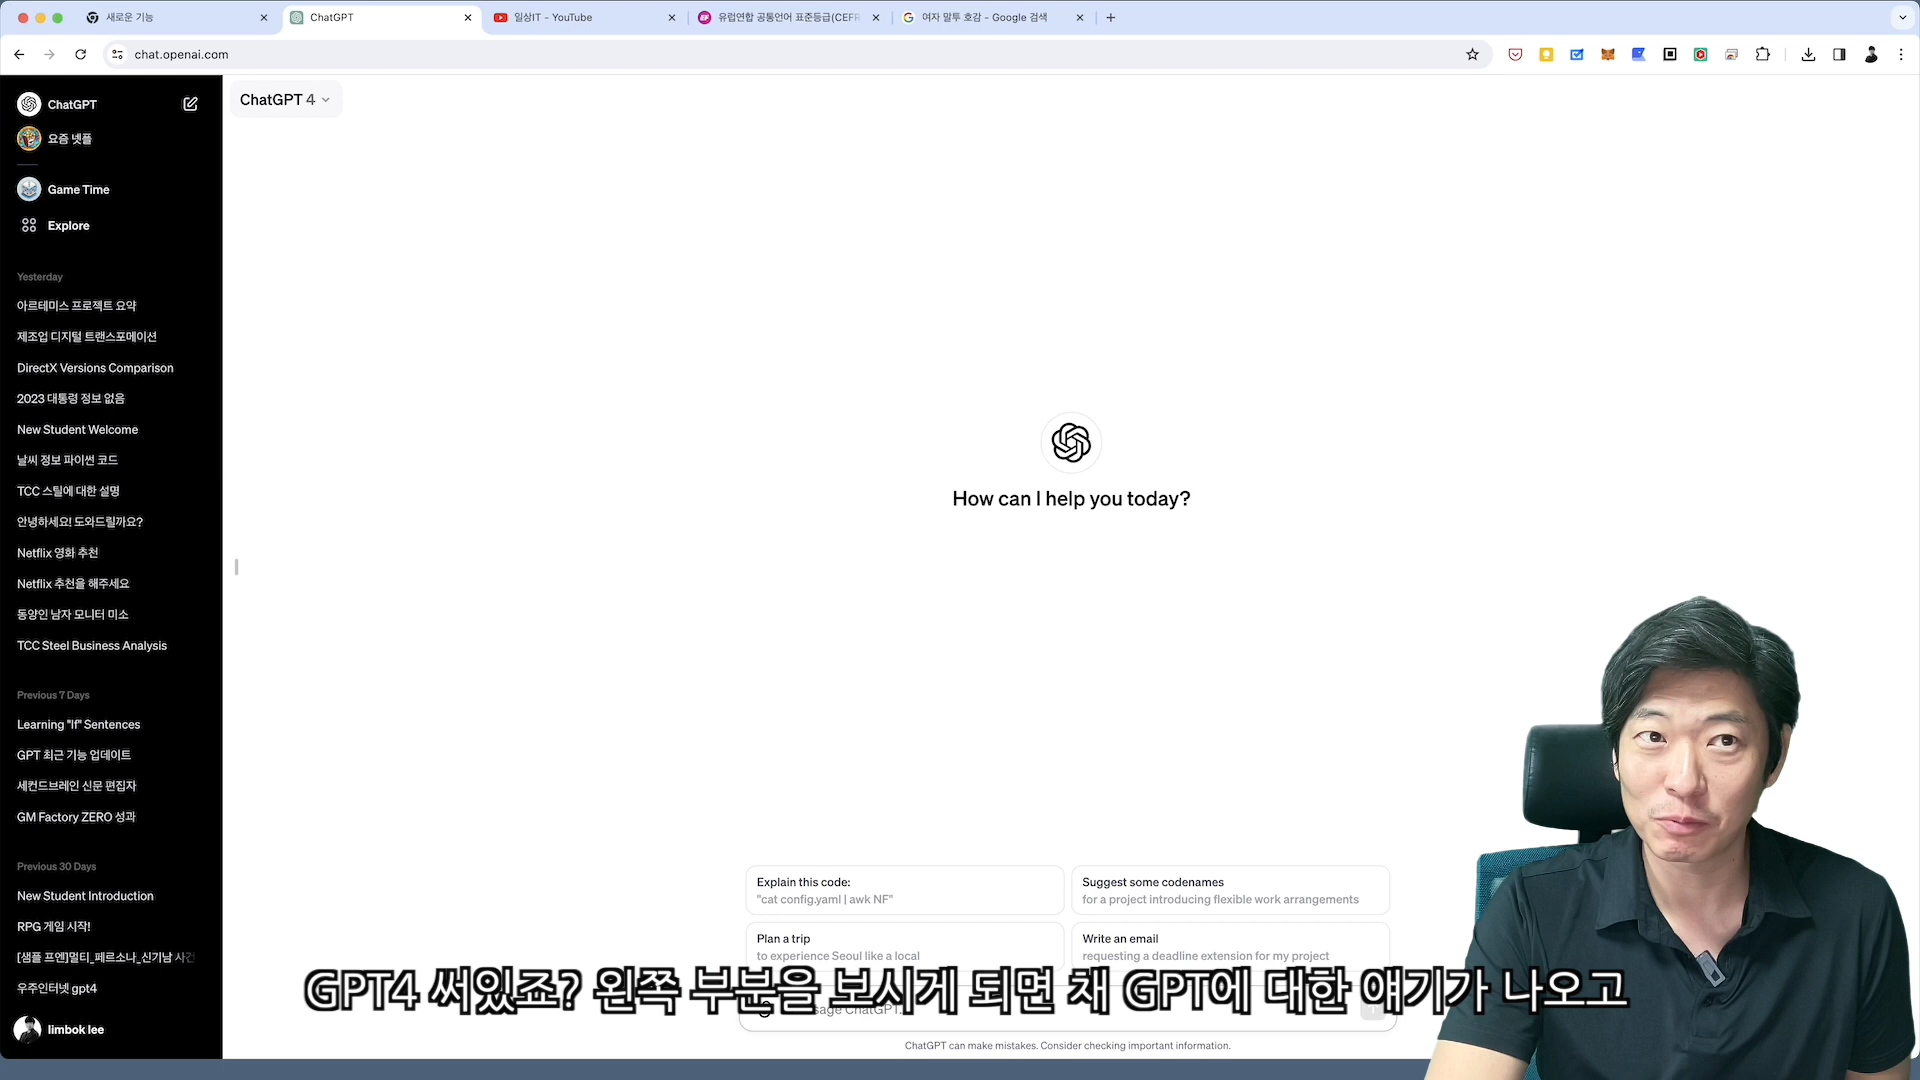 새로운 기능
ChatGPT
일상IT - YouTube
유럽연합 공통언어 표준등급(CEFR
여자 말투 호감 - Google 검색
chat.openai.com
ChatGPT
요즘 넷플
Game Time
Explore
Yesterday
아르테미스 프로젝트 요약
제조업 디지털 트랜스포메이션
DirectX Versions Comparison
2023 대통령 정보 없음
New Student Welcome
날씨 정보 파이썬 코드
TCC 스틸에 대한 설명
안녕하세요! 도와드릴까요?
Netflix 영화 추천
Netflix 추천을 해주세요
동양인 남자 모니터 미소
TCC Steel Business Analysis
Previous 7 Days
Learning "If" Sentences
GPT 최근 기능 업데이트
세컨드브레인 신문 편집자
GM Factory ZERO 성과
Previous 30 Days
New Student Introduction
RPG 게임 시작!
[샘플 프엔]멀티_페르소나_신기남 사건
우주인터넷 gpt4
limbok lee
ChatGPT 4
How can I help you today?
Explain this code:
"cat config.yaml | awk NF"
Suggest some codenames
for a project introducing flexible work arrangements
Plan a trip
to experience Seoul like a local
Write an email
requesting a deadline extension for my project
GPT4 써있죠? 왼쪽 부분을 보시게 되면 채 GPT에 대한 얘기가 나오고
ChatGPT can make mistakes. Consider checking important information.